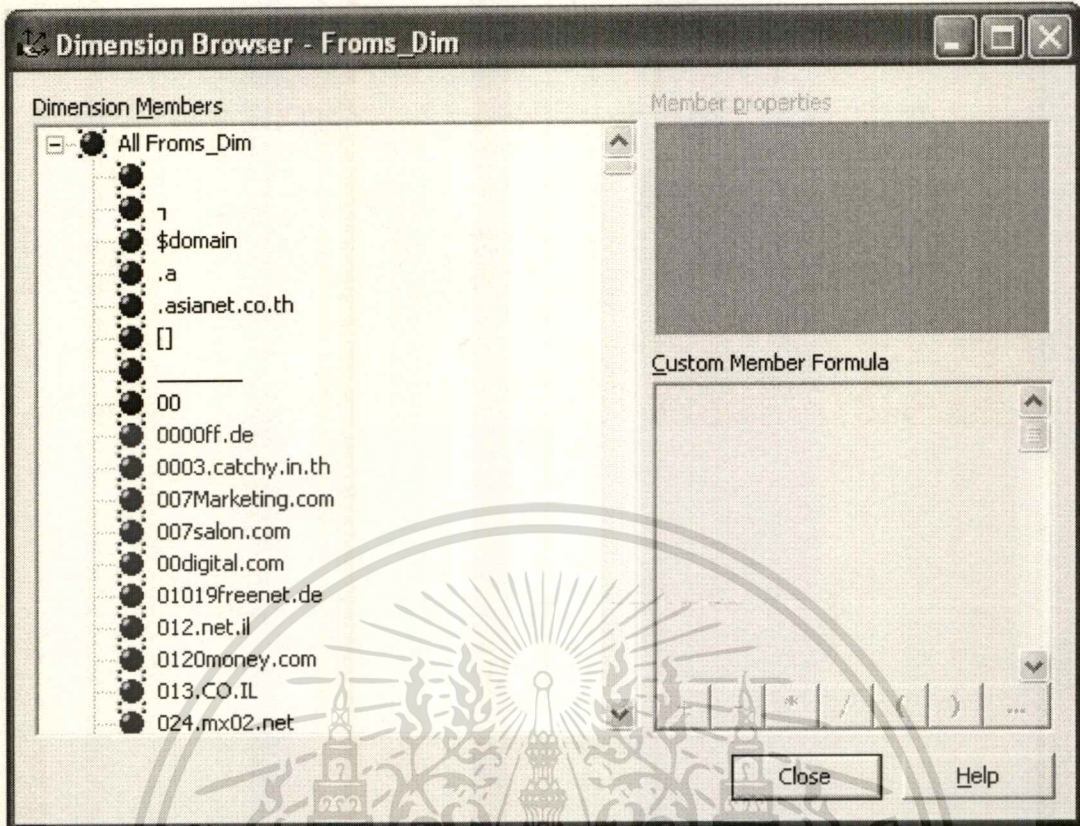 Dimension Browser - Froms_Dim
Dimension Members
All Froms_Dim
┐
$domain
.a
.asianet.co.th
[]
_______
00
0000ff.de
0003.catchy.in.th
007Marketing.com
007salon.com
00digital.com
01019freenet.de
012.net.il
0120money.com
013.CO.IL
024.mx02.net
Member properties
Custom Member Formula
* / ( ) ...
Close
Help